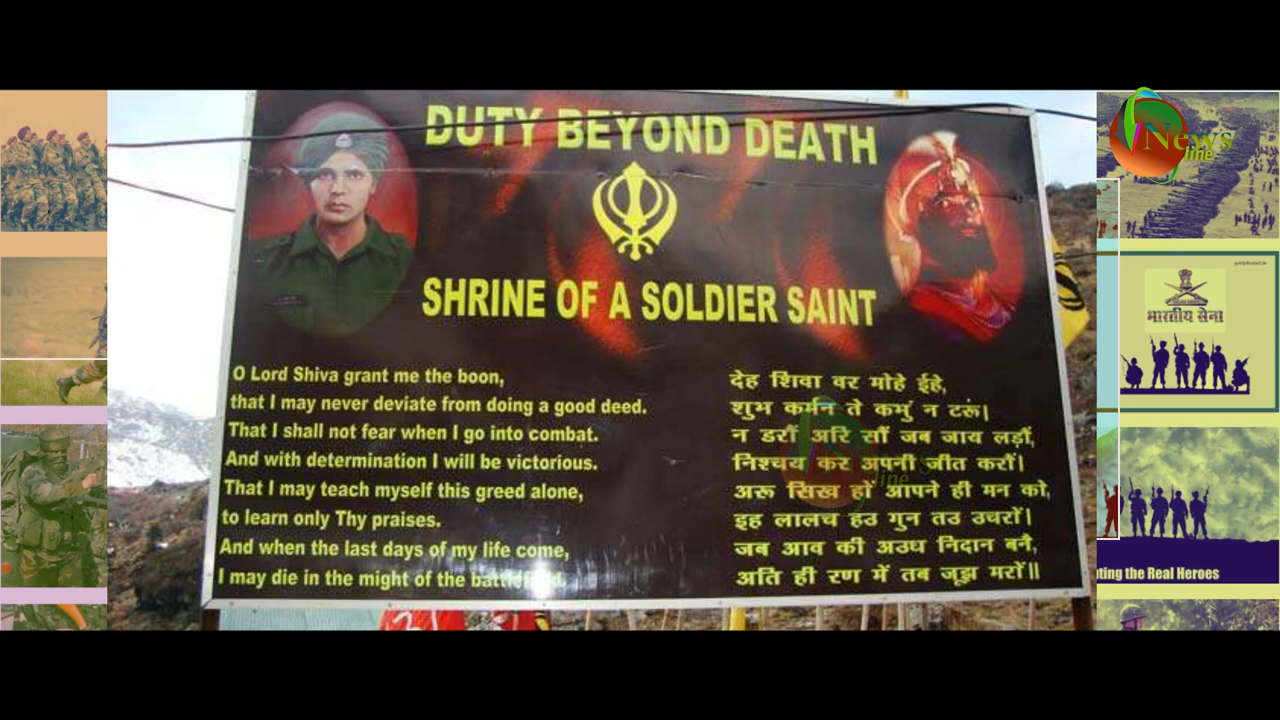 DUTY BEYOND DEATH
SHRINE OF A SOLDIER SAINT
O Lord Shiva grant me the boon,
that I may never deviate from doing a good deed.
That I shall not fear when I go into combat.
And with determination I will be victorious.
That I may teach myself this greed alone,
to learn only Thy praises.
And when the last days of my life come,
I may die in the might of the
देह शिवा वर मोहे ईहे,
शुभ कर्मन ते कभुं न टरू।
न डरौं अरि सौं जब जाय लड़ौं,
निश्चय कर अपनी जीत करौं।
अरू सिख हों आपने ही मन को,
इह लालच हउ गुन तउ उचरों।
जब आव की अउध निदान बनै,
अति ही रण में तब जूझ मरों॥
News
line
भारतीय सेना
the Real Heroes